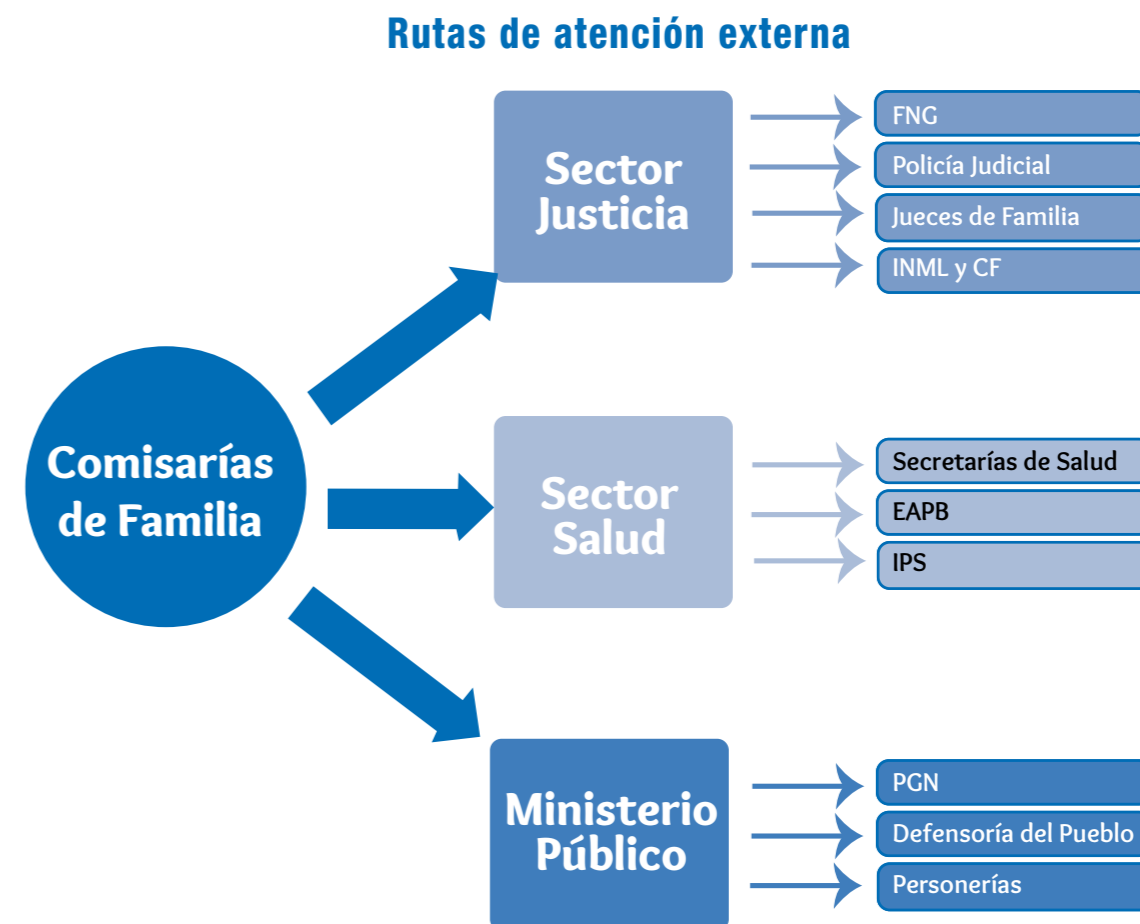 Rutas de atención externa
Comisarías
de Familia
Sector
Justicia
FNG
Policía Judicial
Jueces de Familia
INML y CF
Sector
Salud
Secretarías de Salud
EAPB
IPS
Ministerio
Público
PGN
Defensoría del Pueblo
Personerías